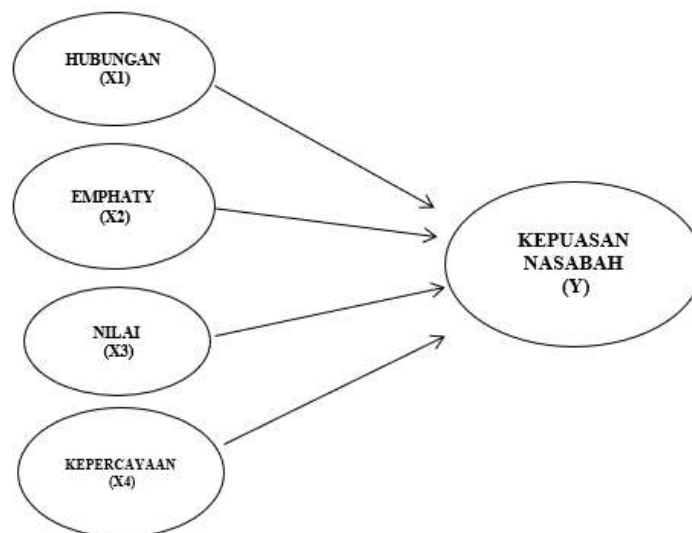 HUBUNGAN
(X1)
EMPHATY
(X2)
NILAI
(X3)
KEPERCAYAAN
(X4)
KEPUASAN
NASABAH
(Y)